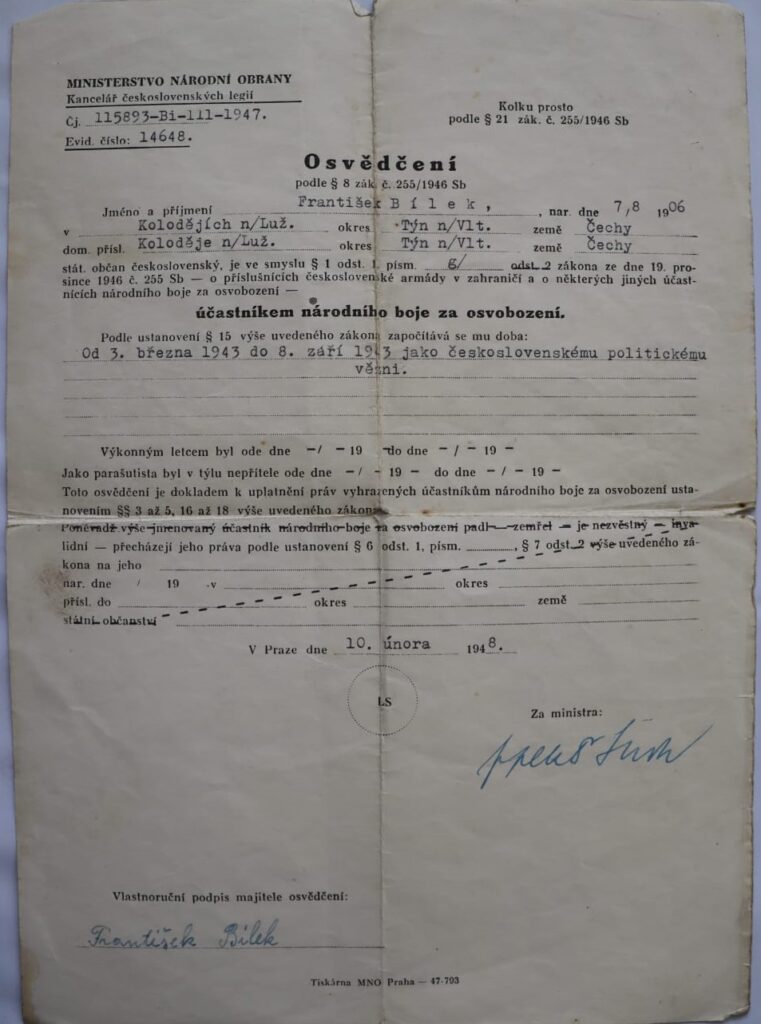 MINISTERSTVO NÁRODNÍ OBRANY
Kancelář československých legií
Čj. 115893-Bi-III-1947.
Evid. číslo: 14648.
Kolku prosto
podle § 21 zák. č. 255/1946 Sb
Osvědčení
podle § 8 zák. č. 255/1946 Sb
Jméno a příjmení František Bílek, , nar. dne 7,8 1906
v Kolodějích n/Luž. okres Týn n/Vlt. země Čechy
dom. přísl. Koloděje n/Luž. okres Týn n/Vlt. země Čechy
stát. občan československý, je ve smyslu § 1 odst. 1 písm. g/ odst. 2 zákona ze dne 19. pro-
since 1946 č. 255 Sb — o příslušnících československé armády v zahraničí a o některých jiných účast-
nících národního boje za osvobození —
účastníkem národního boje za osvobození.
Podle ustanovení § 15 výše uvedeného zákona započítává se mu doba:
Od 3. března 1943 do 8. září 1943 jako československému politickému
vězni.
Výkonným letcem byl ode dne -/ - 19 - do dne - / - 19 -
Jako parašutista byl v týlu nepřítele ode dne -/ - 19 - do dne - / - 19 -
Toto osvědčení je dokladem k uplatnění práv vyhrazených účastníkům národního boje za osvobození usta-
novením §§ 3 až 5, 16 až 18 výše uvedeného zákona.
Poněvadž výše jmenovaný účastník národního boje za osvobození padl — zemřel — je nezvěstný — inva-
lidní — přecházejí jeho práva podle ustanovení § 6 odst. 1, písm. , § 7 odst. 2 výše uvedeného zá-
kona na jeho
nar. dne / 19 v okres
přísl. do okres země
státní občanství
V Praze dne 10. února 1948.
LS
Za ministra:
Vlastnoruční podpis majitele osvědčení:
František Bílek
Tiskárna MNO Praha — 47-793